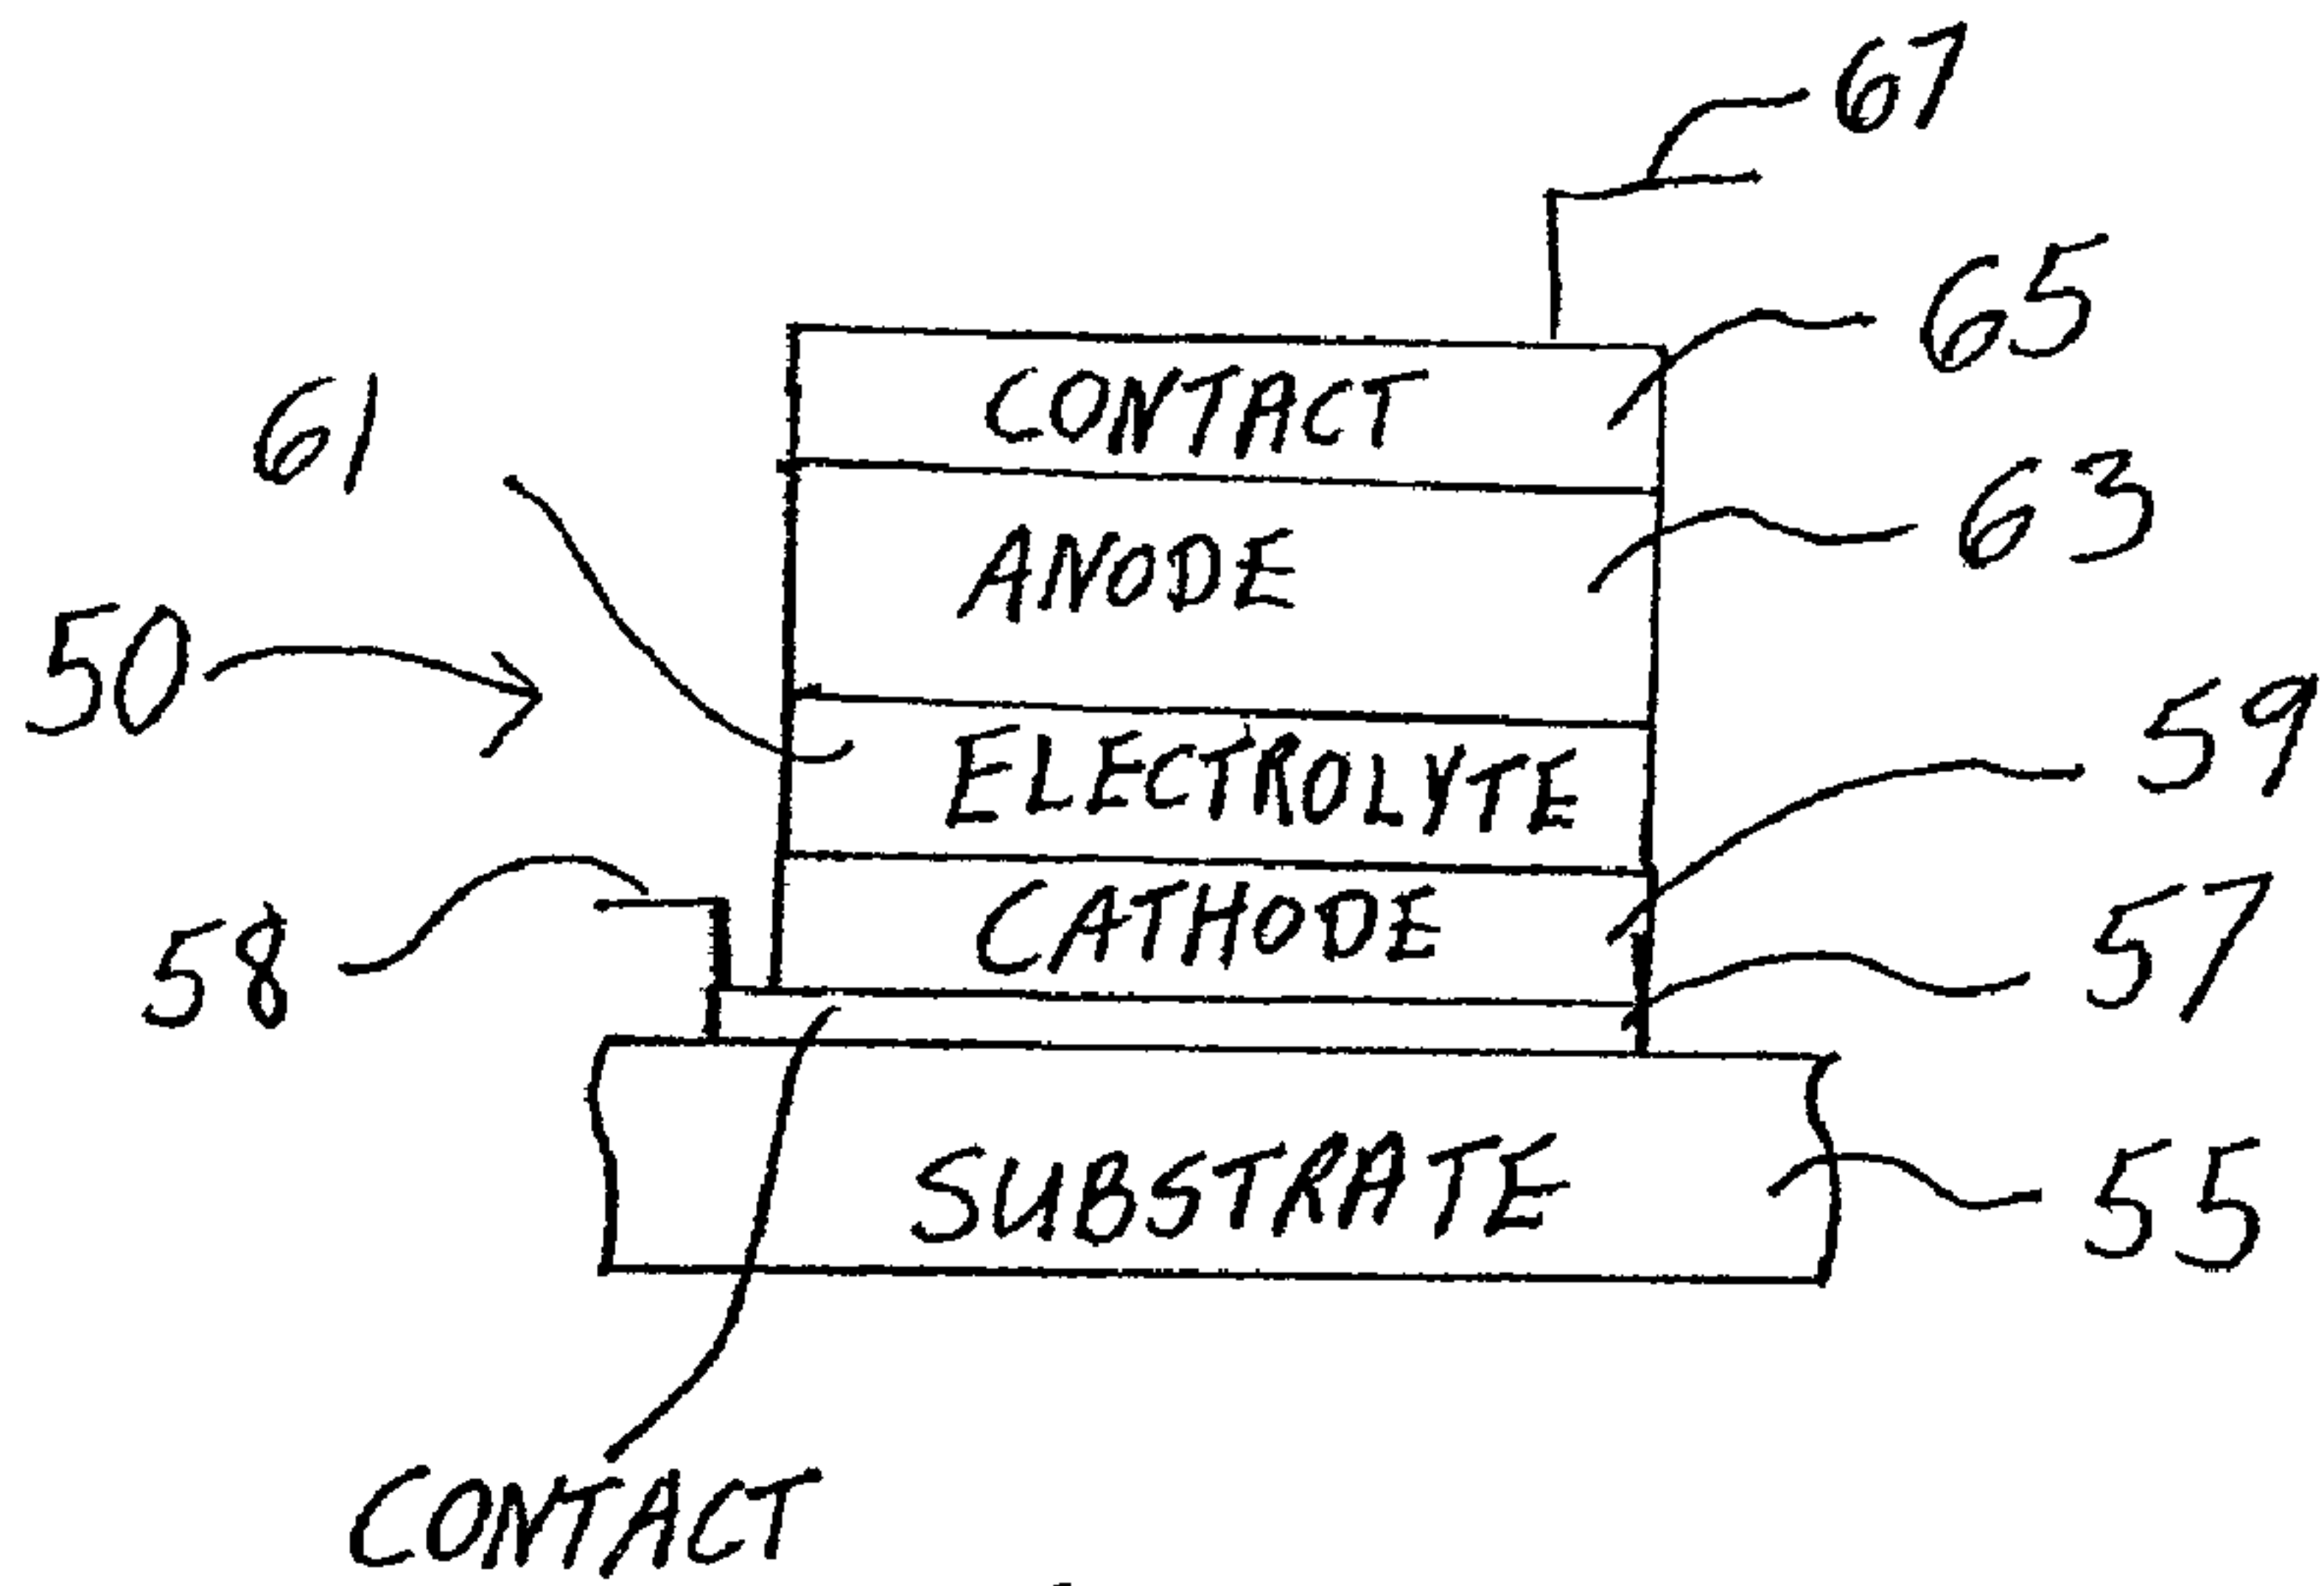 67
65
CONTACT
61
63
ANODE
50
59
ELECTROLYTE
CATHODE
57
58
55
SUBSTRATE
CONTACT